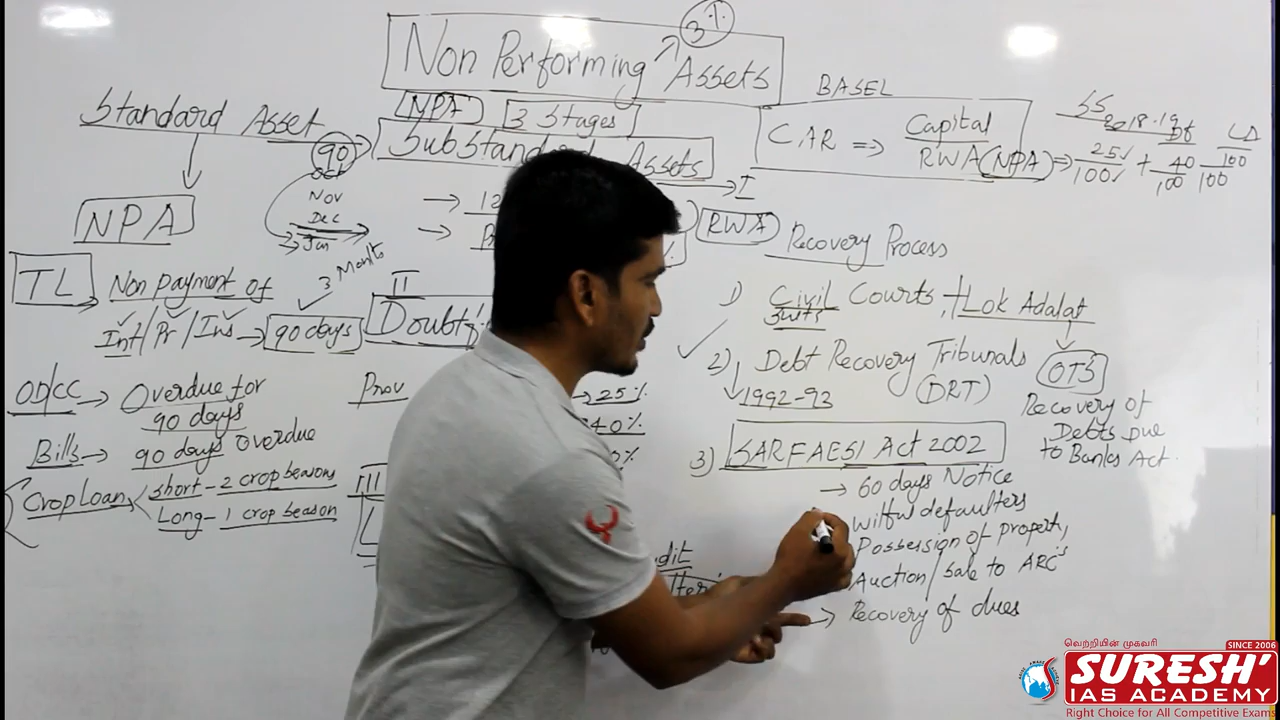 3%
Non Performing Assets
NPA 3 Stages
Standard Asset
90
Substandard Assets
Oct
Nov
Dec
Jan
NPA
3 Months
TL
Non payment of
Int/Pr/Ins → 90 days
OD/CC → Overdue for
90 days
Bills → 90 days Overdue
Crop Loan
Short - 2 crop seasons
Long - 1 crop season
→ 12
→ I
II
Prov
→ 25%
40%
III
BASEL
CAR ⇒ Capital
RWA (NPA) ⇒
SS
2018-19
25%
100%
+ 40
100
100
100
RWA
Recovery Process
1) Civil Courts, Lok Adalat
Suits
2) Debt Recovery Tribunals
(DRT)
OTS
1992-93
Recovery of
Debts Due
to Banks Act.
3) SARFAESI Act 2002
→ 60 days Notice
Possession of property,
Auction/Sale to ARC's
→ Recovery of dues
வெற்றியின் முகவரி
SINCE 2006
SURESH'
IAS ACADEMY
Right Choice for All Competitive Exams